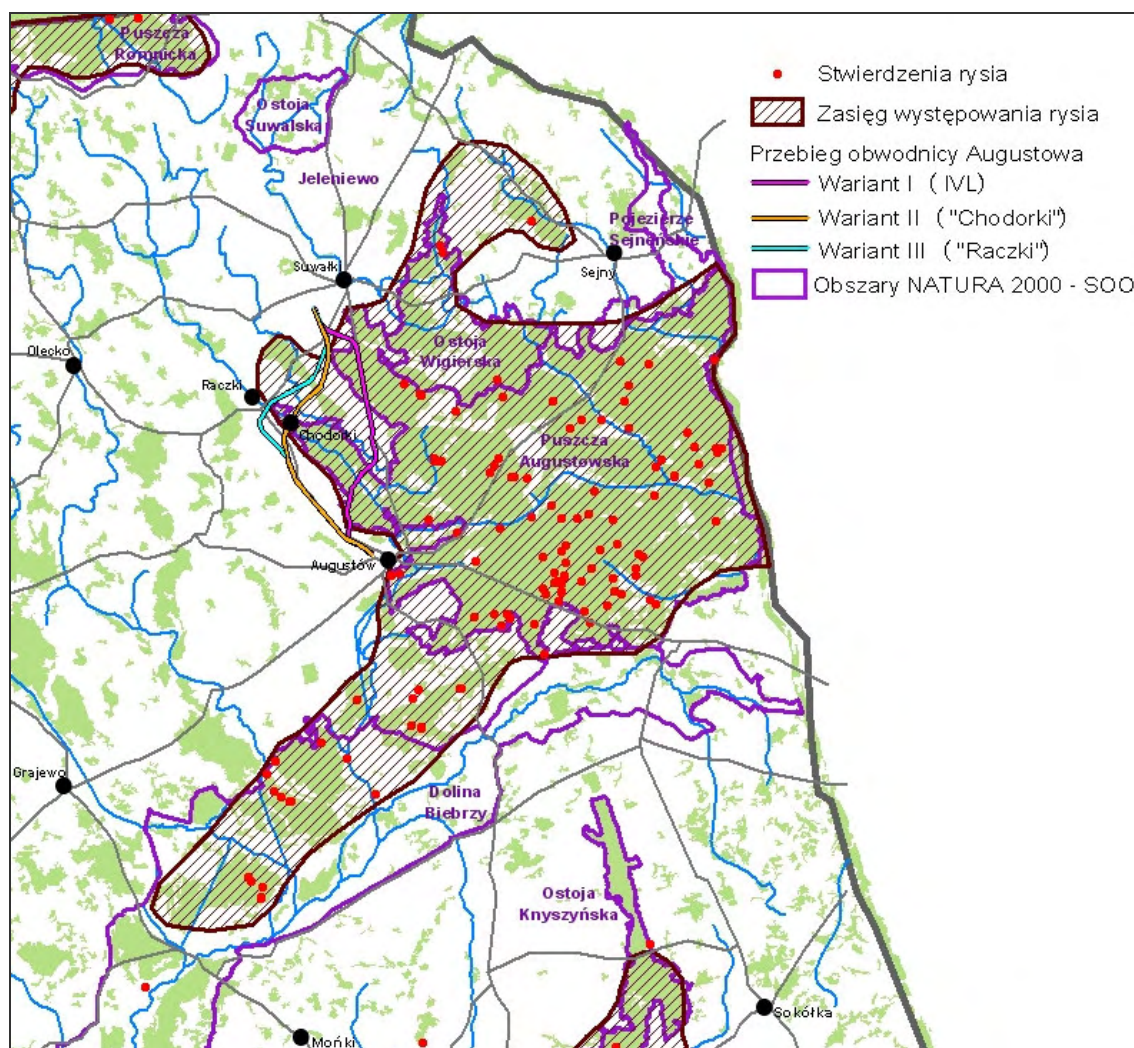 Puszcza
Romnicka
Ostoja
Suwalska
Jeleniewo
Stwierdzenia rysia
Zasięg występowania rysia
Przebieg obwodnicy Augustowa
Wariant I ( IVL)
Wariant II ("Chodorki")
Wariant III ("Raczki")
Obszary NATURA 2000 - SOO
Pojezierze
Sejneńskie
Suwałki
Sejny
Olecko
Ostoja
Wigierska
Raczki
Chodorki
Puszcza
Augustowska
Augustów
Grajewo
Dolina
Biebrzy
Ostoja
Knyszyńska
Sokółka
Mońki